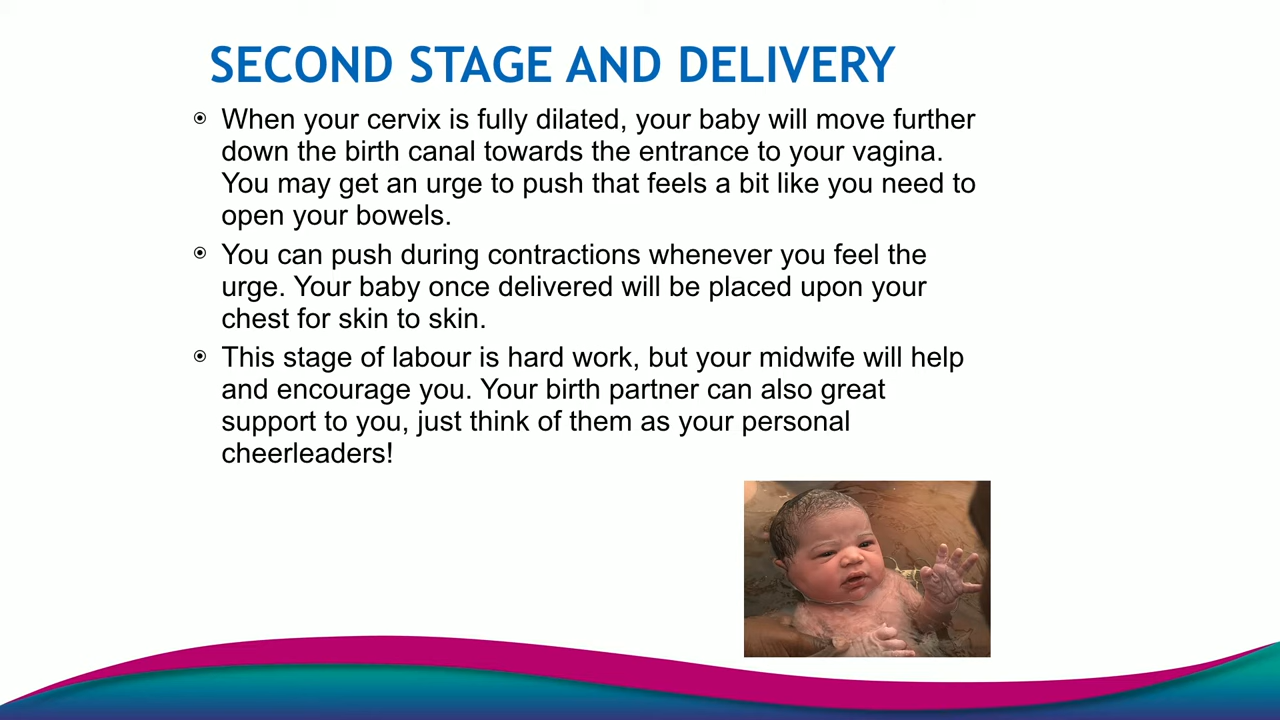 SECOND STAGE AND DELIVERY
When your cervix is fully dilated, your baby will move further
down the birth canal towards the entrance to your vagina.
You may get an urge to push that feels a bit like you need to
open your bowels.
You can push during contractions whenever you feel the
urge. Your baby once delivered will be placed upon your
chest for skin to skin.
This stage of labour is hard work, but your midwife will help
and encourage you. Your birth partner can also great
support to you, just think of them as your personal
cheerleaders!